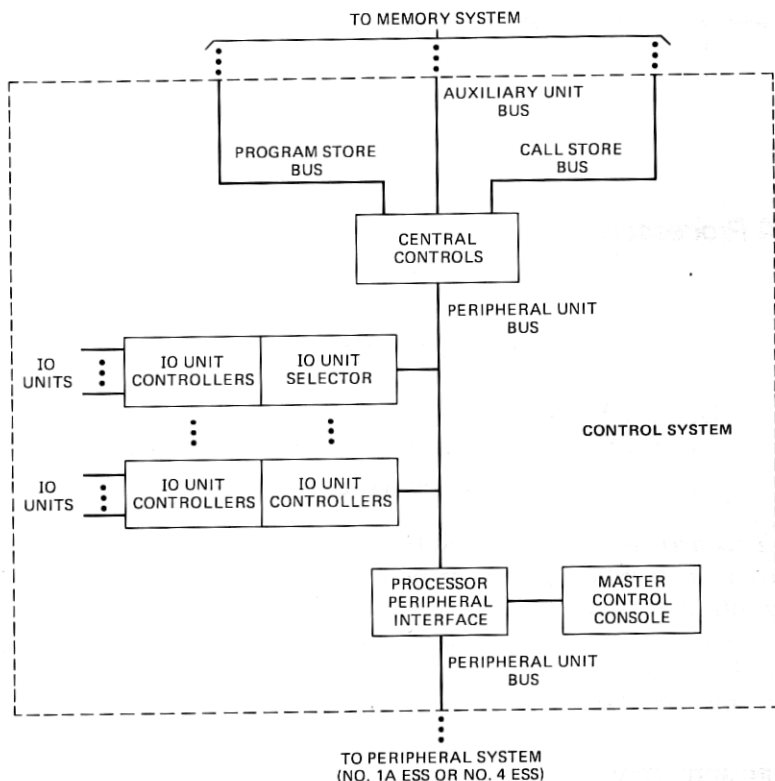 TO MEMORY SYSTEM
AUXILIARY UNIT
BUS
PROGRAM STORE
BUS
CALL STORE
BUS
CENTRAL
CONTROLS
PERIPHERAL UNIT
BUS
IO
UNITS
IO UNIT
CONTROLLERS
IO UNIT
SELECTOR
CONTROL SYSTEM
IO
UNITS
IO UNIT
CONTROLLERS
IO UNIT
CONTROLLERS
PROCESSOR
PERIPHERAL
INTERFACE
MASTER
CONTROL
CONSOLE
PERIPHERAL UNIT
BUS
TO PERIPHERAL SYSTEM
(NO. 1A ESS OR NO. 4 ESS)